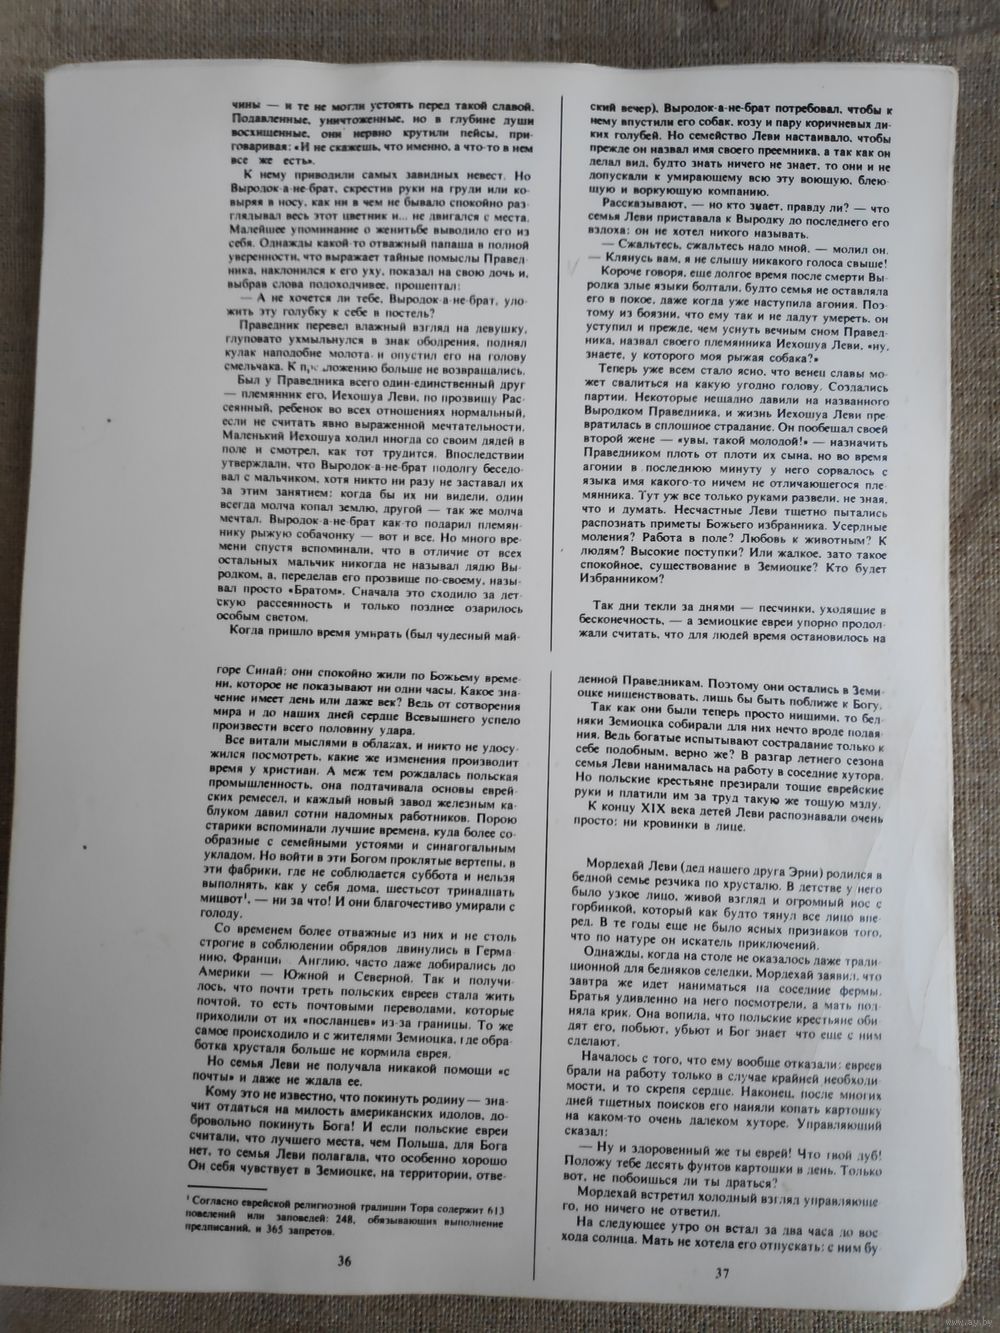 чины — и те не могли устоять перед такой славой.
Подавленные, уничтоженные, но в глубине души
восхищенные, они нервно крутили пейсы, при-
говаривая: «И не скажешь, что именно, а что-то в нем
все же есть».
К нему приводили самых завидных невест. Но
Выродок-а-не-брат, скрестив руки на груди или ко-
выряя в носу, как ни в чем не бывало спокойно раз-
глядывал весь этот цветник и... не двигался с места.
Малейшее упоминание о женитьбе выводило его из
себя. Однажды какой-то отважный папаша в полной
уверенности, что выражает тайные помыслы Правед-
ника, наклонился к его уху, показал на свою дочь и,
выбрав слова подоходчивее, прошептал:
— А не хочется ли тебе, Выродок-а-не-брат, уло-
жить эту голубку к себе в постель?
Праведник перевел влажный взгляд на девушку,
глуповато ухмыльнулся в знак ободрения, поднял
кулак наподобие молота и опустил его на голову
смельчака. К предложению больше не возвращались.
Был у Праведника всего один-единственный друг
— племянник его, Иехошуа Леви, по прозвищу Рас-
сеянный, ребенок во всех отношениях нормальный,
если не считать явно выраженной мечтательности.
Маленький Иехошуа ходил иногда со своим дядей в
поле и смотрел, как тот трудится. Впоследствии
утверждали, что Выродок-а-не-брат подолгу беседо-
вал с мальчиком, хотя никто ни разу не заставал их
за этим занятием: когда бы их ни видели, один
всегда молча копал землю, другой — так же молча
мечтал. Выродок-а-не-брат как-то подарил племян-
нику рыжую собачонку — вот и все. Но много вре-
мени спустя вспоминали, что в отличие от всех
остальных мальчик никогда не называл дядю Вы-
родком, а, переделав его прозвище по-своему, назы-
вал просто «Братом». Сначала это сходило за дет-
скую рассеянность и только позднее озарилось
особым светом.
Когда пришло время умирать (был чудесный май-
ский вечер), Выродок-а-не-брат потребовал, чтобы к
нему впустили его собак, козу и пару коричневых ди-
ких голубей. Но семейство Леви настаивало, чтобы
прежде он назвал имя своего преемника, а так как он
делал вид, будто знать ничего не знает, то они и не
допускали к умирающему всю эту воющую, блею-
щую и воркующую компанию.
Рассказывают, — но кто знает, правду ли? — что
семья Леви приставала к Выродку до последнего его
вздоха: он не хотел никого называть.
— Сжальтесь, сжальтесь надо мной, — молил он.
— Клянусь вам, я не слышу никакого голоса свыше!
Короче говоря, еще долгое время после смерти Вы-
родка злые языки болтали, будто семья не оставляла
его в покое, даже когда уже наступила агония. Поэ-
тому из боязни, что ему так и не дадут умереть, он
уступил и прежде, чем уснуть вечным сном Правед-
ника, назвал своего племянника Иехошуа Леви, «ну,
знаете, у которого моя рыжая собака?»
Теперь уже всем стало ясно, что венец славы мо-
жет свалиться на какую угодно голову. Создались
партии. Некоторые нещадно давили на названного
Выродком Праведника, и жизнь Иехошуа Леви пре-
вратилась в сплошное страдание. Он пообещал своей
второй жене — «увы, такой молодой!» — назначить
Праведником плоть от плоти их сына, но во время
агонии в последнюю минуту у него сорвалось с
языка имя какого-то ничем не отличающегося пле-
мянника. Тут уж все только руками развели, не зная,
что и думать. Несчастные Леви тщетно пытались
распознать приметы Божьего избранника. Усердные
моления? Работа в поле? Любовь к животным? К
людям? Высокие поступки? Или жалкое, зато такое
спокойное, существование в Земиоцке? Кто будет
Избранником?
Так дни текли за днями — песчинки, уходящие в
бесконечность, — а земиоцкие евреи упорно продол-
жали считать, что для людей время остановилось на
горе Синай: они спокойно жили по Божьему време-
ни, которое не показывают ни одни часы. Какое зна-
чение имеет день или даже век? Ведь от сотворения
мира и до наших дней сердце Всевышнего успело
произвести всего половину удара.
Все витали мыслями в облаках, и никто не удосу-
жился посмотреть, какие же изменения производит
время у христиан. А меж тем рождалась польская
промышленность, она подтачивала основы еврей-
ских ремесел, и каждый новый завод железным ка-
блуком давил сотни надомных работников. Порою
старики вспоминали лучшие времена, куда более со-
образные с семейными устоями и синагогальным
укладом. Но войти в эти Богом проклятые вертепы, в
эти фабрики, где не соблюдается суббота и нельзя
выполнять, как у себя дома, шестьсот тринадцать
мицвот¹, — ни за что! И они благочестиво умирали с
голоду.
Со временем более отважные из них и не столь
строгие в соблюдении обрядов двинулись в Герма-
нию, Францию, Англию, часто даже добирались до
Америки — Южной и Северной. Так и получи-
лось, что почти треть польских евреев стала жить
почтой, то есть почтовыми переводами, которые
приходили от их «посланцев» из-за границы. То же
самое происходило и с жителями Земиоцка, где обра-
ботка хрусталя больше не кормила еврея.
Но семья Леви не получала никакой помощи «с
почты» и даже не ждала ее.
Кому это не известно, что покинуть родину — зна-
чит отдаться на милость американских идолов, до-
бровольно покинуть Бога! И если польские евреи
считали, что лучшего места, чем Польша, для Бога
нет, то семья Леви полагала, что особенно хорошо
Он себя чувствует в Земиоцке, на территории, отве-
¹ Согласно еврейской религиозной традиции Тора содержит 613
повелений или заповедей: 248, обязывающих выполнение
предписаний, и 365 запретов.
36
денной Праведникам. Поэтому они остались в Земи-
оцке нищенствовать, лишь бы быть поближе к Богу.
Так как они были теперь просто нищими, то бед-
няки Земиоцка собирали для них нечто вроде подая-
ния. Ведь богатые испытывают сострадание только к
себе подобным, верно же? В разгар летнего сезона
семья Леви нанималась на работу в соседние хутора.
Но польские крестьяне презирали тощие еврейские
руки и платили им за труд такую же тощую мзду.
К концу XIX века детей Леви распознавали очень
просто: ни кровинки в лице.
Мордехай Леви (дед нашего друга Эрни) родился в
бедной семье резчика по хрусталю. В детстве у него
было узкое лицо, живой взгляд и огромный нос с
горбинкой, который как будто тянул все лицо впе-
ред. В те годы еще не было ясных признаков того,
что по натуре он искатель приключений.
Однажды, когда на столе не оказалось даже тради-
ционной для бедняков селедки, Мордехай заявил, что
завтра же идет наниматься на соседние фермы.
Братья удивленно на него посмотрели, а мать под-
няла крик. Она вопила, что польские крестьяне оби-
дят его, побьют, убьют и Бог знает что еще с ним
сделают.
Началось с того, что ему вообще отказали: евреев
брали на работу только в случае крайней необходи-
мости, и то скрепя сердце. Наконец, после многих
дней тщетных поисков его наняли копать картошку
на каком-то очень далеком хуторе. Управляющий
сказал:
— Ну и здоровенный же ты еврей! Что твой дуб!
Положу тебе десять фунтов картошки в день. Только
вот, не побоишься ли ты драться?
Мордехай встретил холодный взгляд управляюще-
го, но ничего не ответил.
На следующее утро он встал за два часа до вос-
хода солнца. Мать не хотела его отпускать: с ним бу-
37
www.ay.by